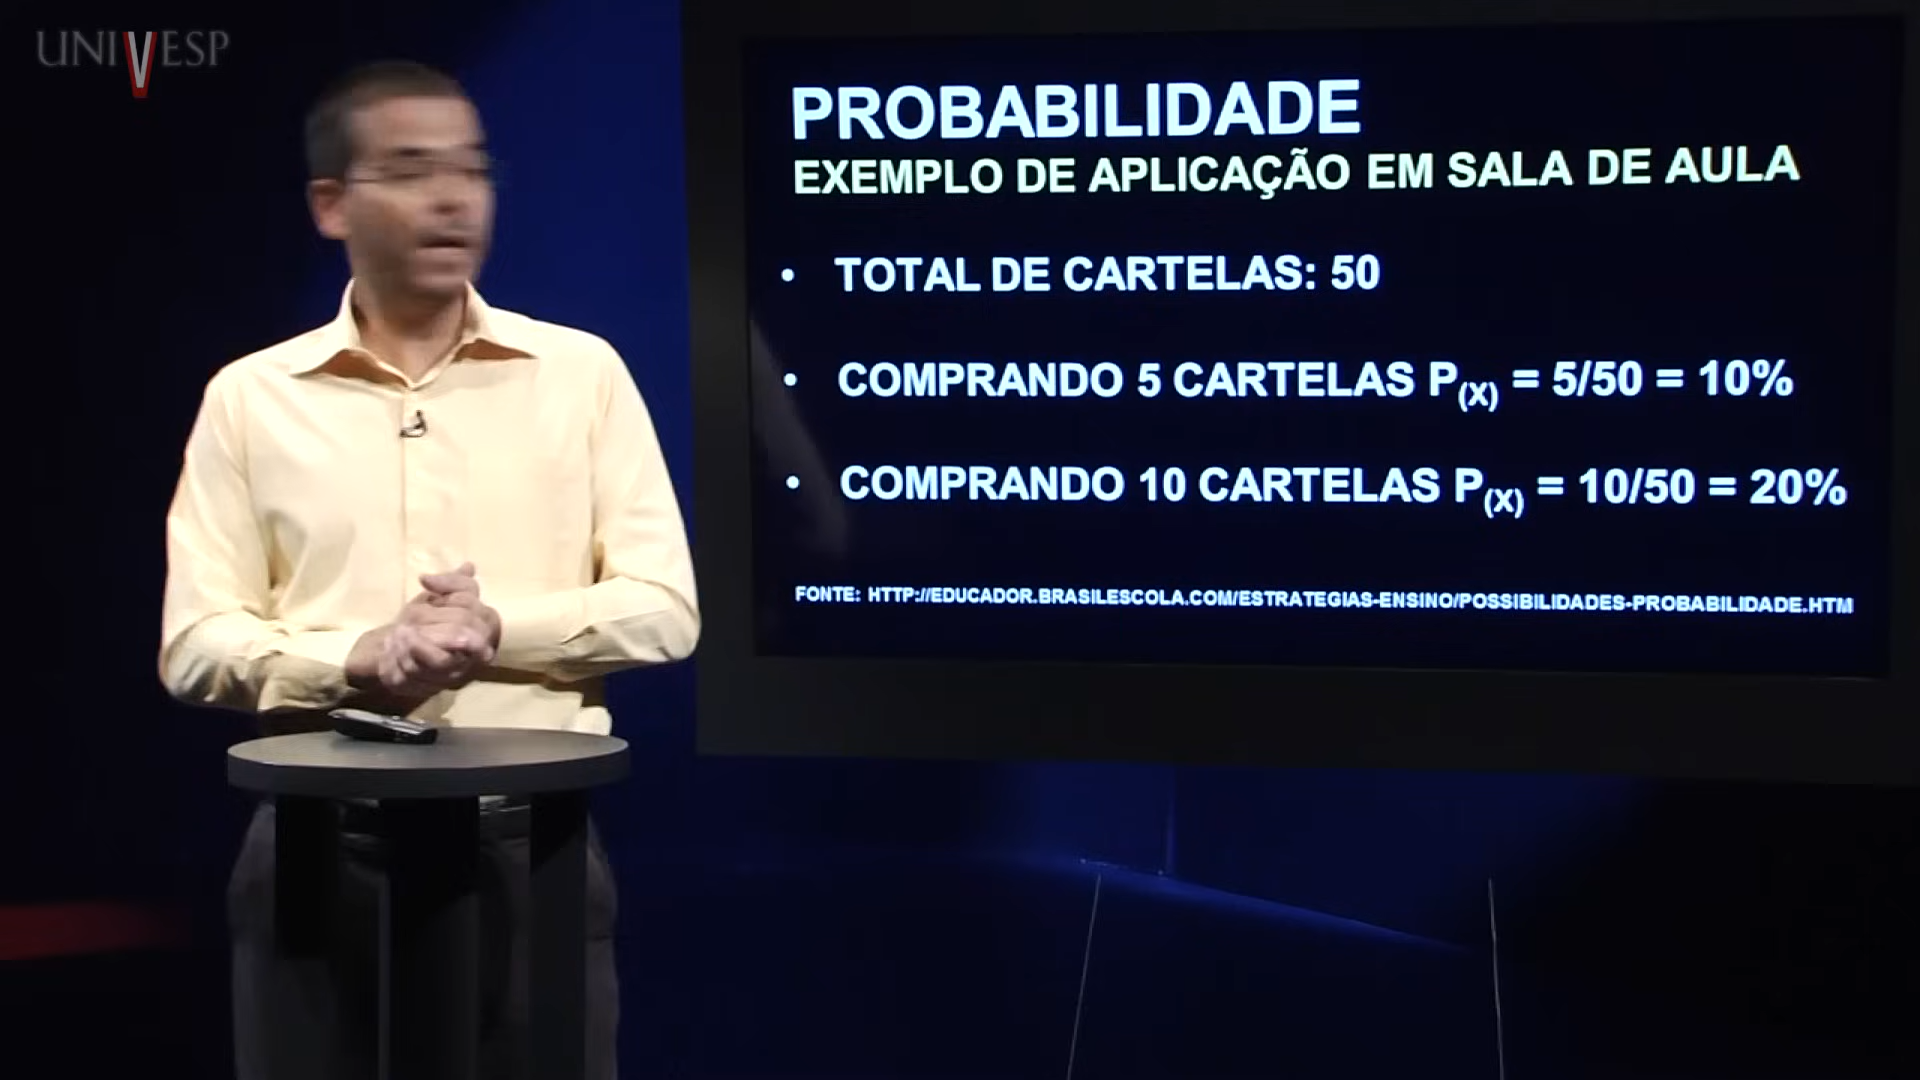 UNIVESP
PROBABILIDADE
EXEMPLO DE APLICAÇÃO EM SALA DE AULA
• TOTAL DE CARTELAS: 50
• COMPRANDO 5 CARTELAS P(X) = 5/50 = 10%
• COMPRANDO 10 CARTELAS P(X) = 10/50 = 20%
FONTE: HTTP://EDUCADOR.BRASILESCOLA.COM/ESTRATEGIAS-ENSINO/POSSIBILIDADES-PROBABILIDADE.HTM